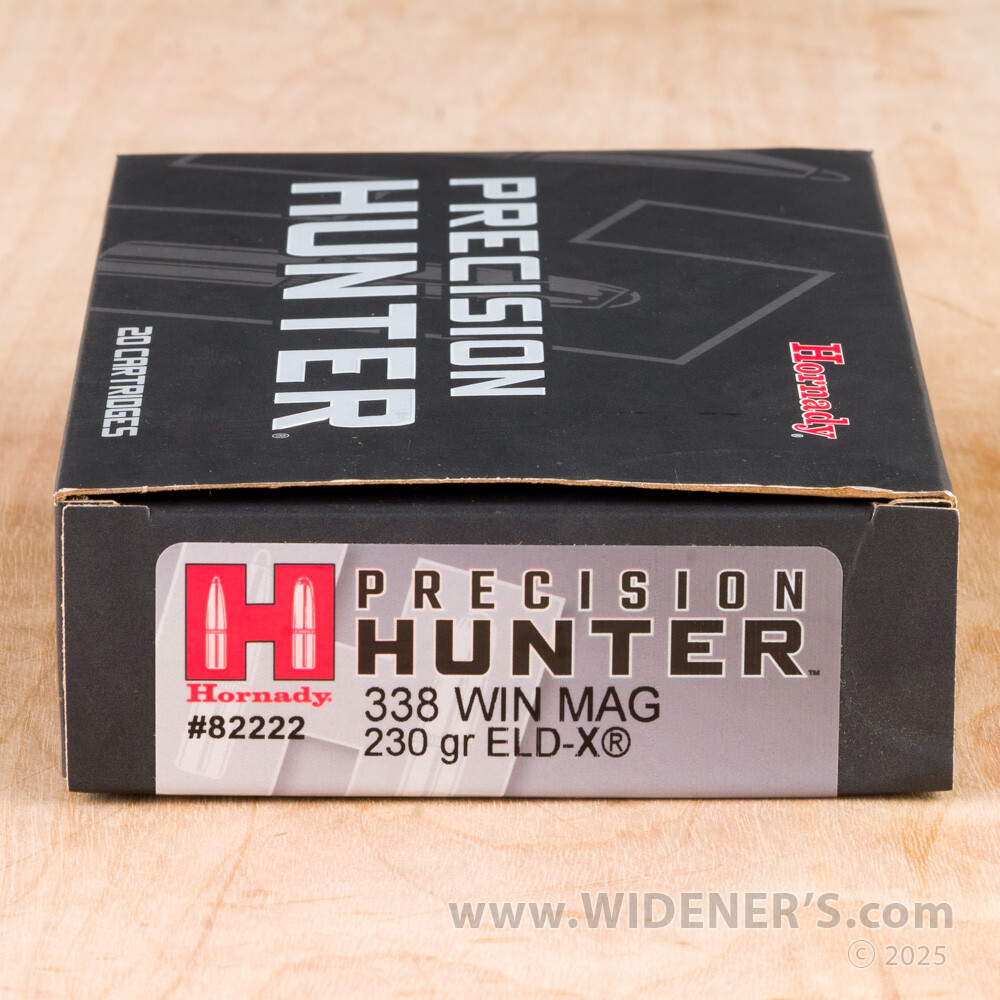 PRECISION
HUNTER®
20 CARTRIDGES
Hornady®
H PRECISION
HUNTER™
Hornady®
338 WIN MAG
#82222
230 gr ELD-X®
www.WIDENER'S.com
© 2025